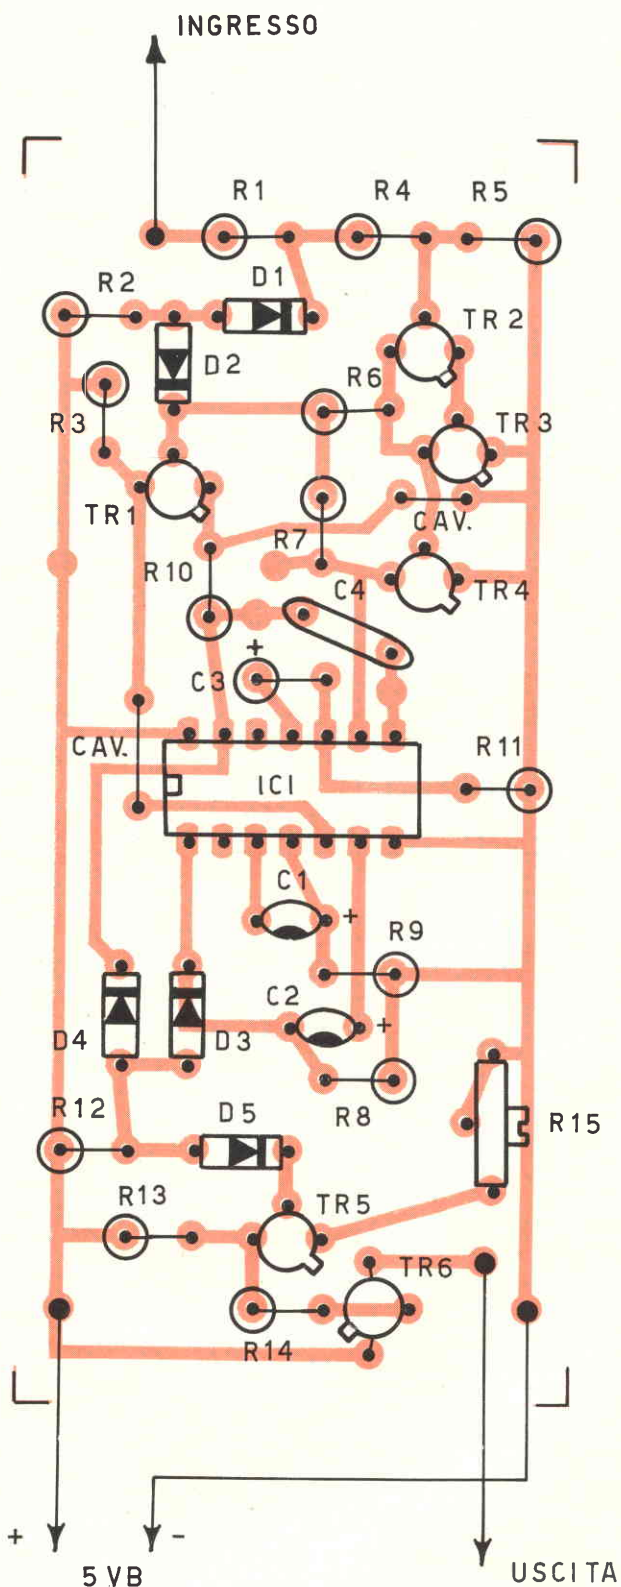 INGRESSO
R1
R4
R5
R2
D1
TR2
D2
R6
R3
TR3
TR1
CAV.
R7
R10
C4
TR4
+
C3
CAV.
R11
IC1
C1
+
R9
C2
+
D4
D3
R8
R12
D5
R15
R13
TR5
TR6
R14
+
-
5 VB
USCITA